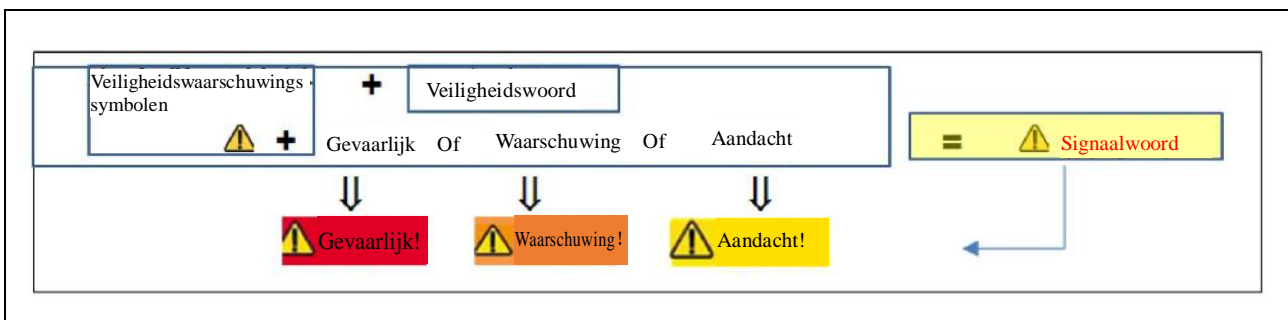 Veiligheidswaarschuwings - + Veiligheidswoord
symbolen
+ Gevaarlijk Of Waarschuwing Of Aandacht = Signaalwoord
Gevaarlijk! Waarschuwing! Aandacht!